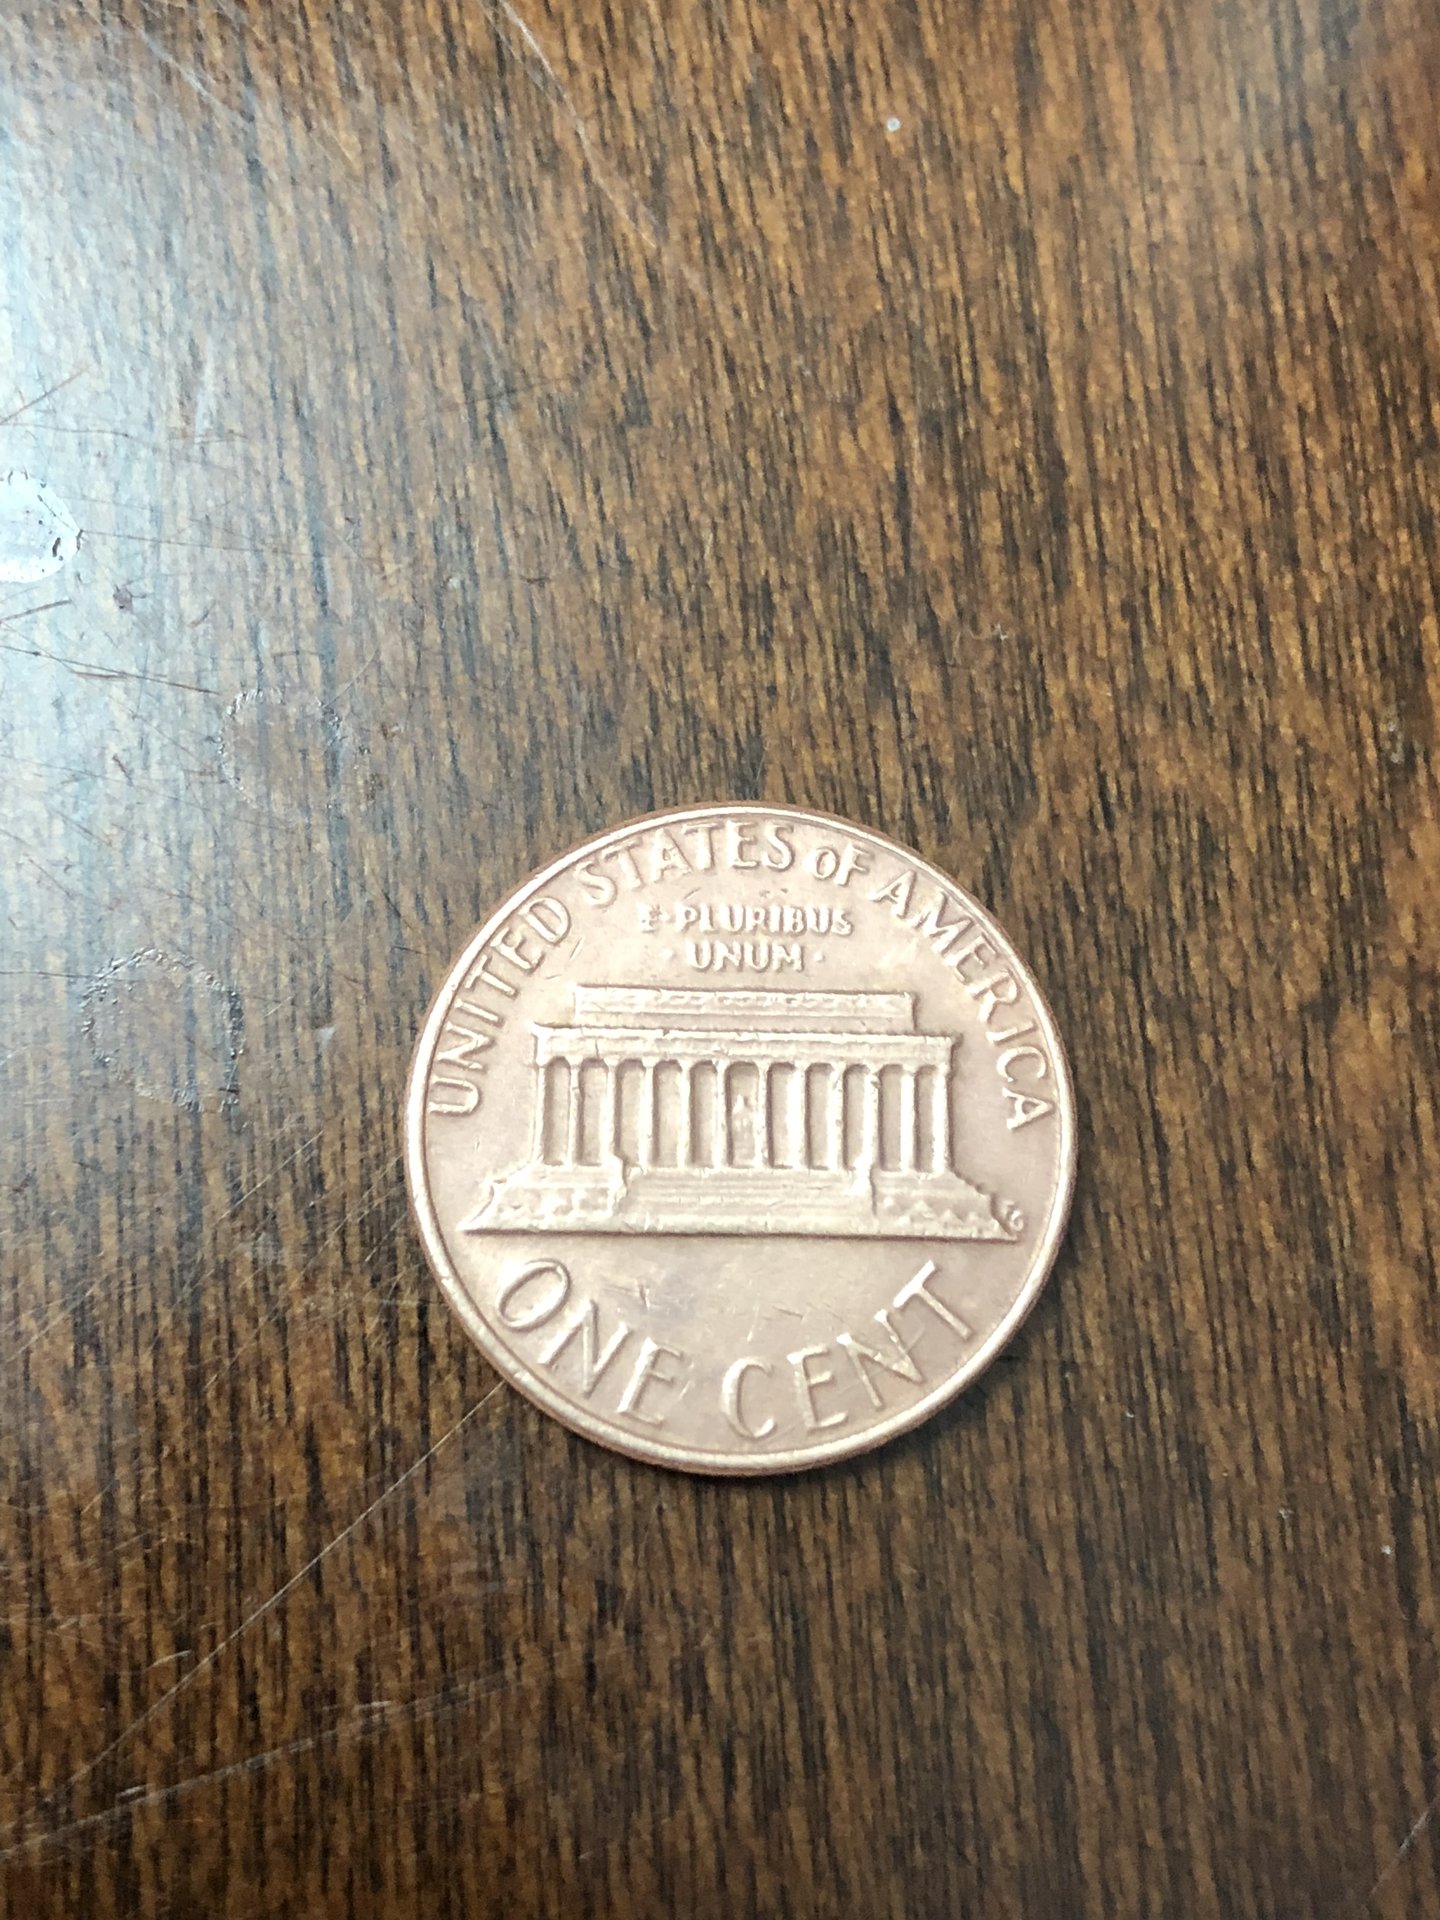 UNITED STATES OF AMERICA
E·PLURIBUS
·UNUM·
ONE CENT